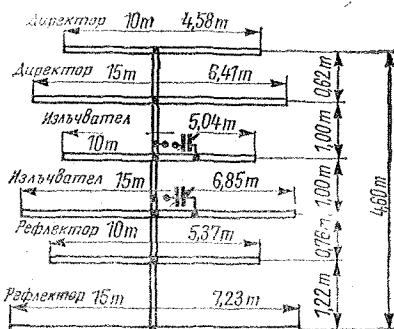 Директор 10m 4,58m
Директор 15m 6,41m
0,62m
Излъчвател
10m 5,04m
1,00m
Излъчвател 15m 6,85m
1,00m
4,60m
Рефлектор 10m 5,37m
0,76m
Рефлектор 15m 7,23m
1,22m